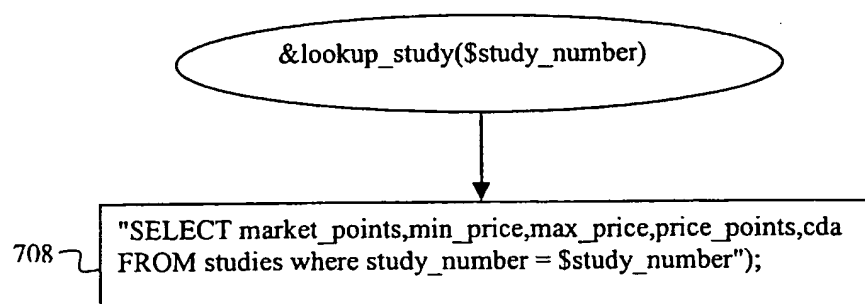 &lookup_study($study_number)
"SELECT market_points,min_price,max_price,price_points,cda
FROM studies where study_number = $study_number");
708